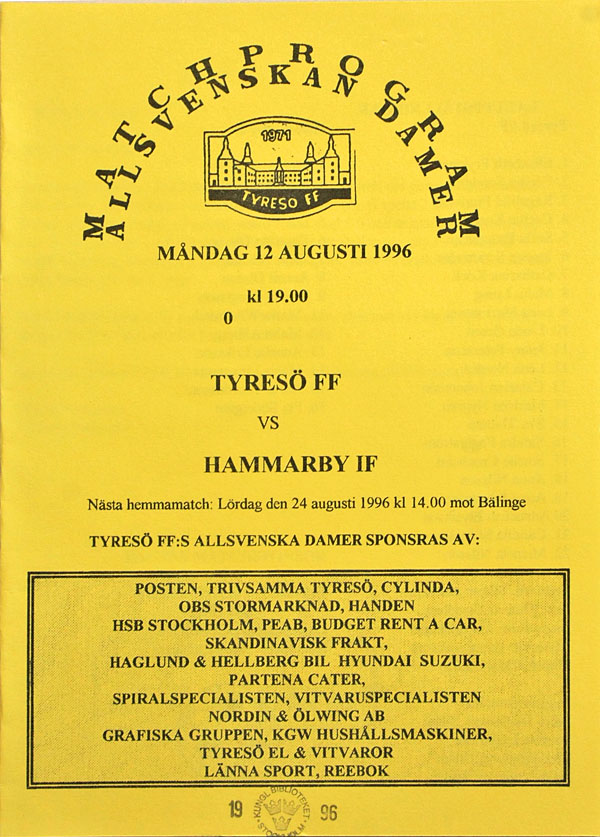 MATCHPROGRAM
ALLSVENSKAN DAMER
1971
TYRESÖ FF
MÅNDAG 12 AUGUSTI 1996
kl 19.00
0
TYRESÖ FF
VS
HAMMARBY IF
Nästa hemmamatch: Lördag den 24 augusti 1996 kl 14.00 mot Bälinge
TYRESÖ FF:S ALLSVENSKA DAMER SPONSRAS AV:
POSTEN, TRIVSAMMA TYRESÖ, CYLINDA,
OBS STORMARKNAD, HANDEN
HSB STOCKHOLM, PEAB, BUDGET RENT A CAR,
SKANDINAVISK FRAKT,
HAGLUND & HELLBERG BIL HYUNDAI SUZUKI,
PARTENA CATER,
SPIRALSPECIALISTEN, VITVARUSPECIALISTEN
NORDIN & ÖLWING AB
GRAFISKA GRUPPEN, KGW HUSHÅLLSMASKINER,
TYRESÖ EL & VITVAROR
LÄNNA SPORT, REEBOK
KUNGL. BIBLIOTEKET
19 96
STOCKHOLM